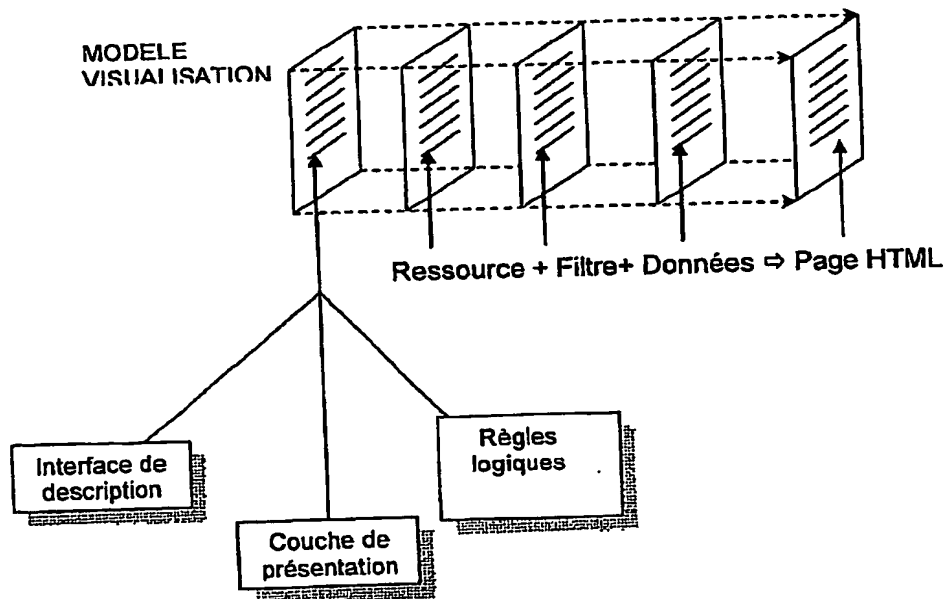 MODELE
VISUALISATION
Ressource + Filtre+ Données ⇨ Page HTML
Interface de
description
Règles
logiques
Couche de
présentation